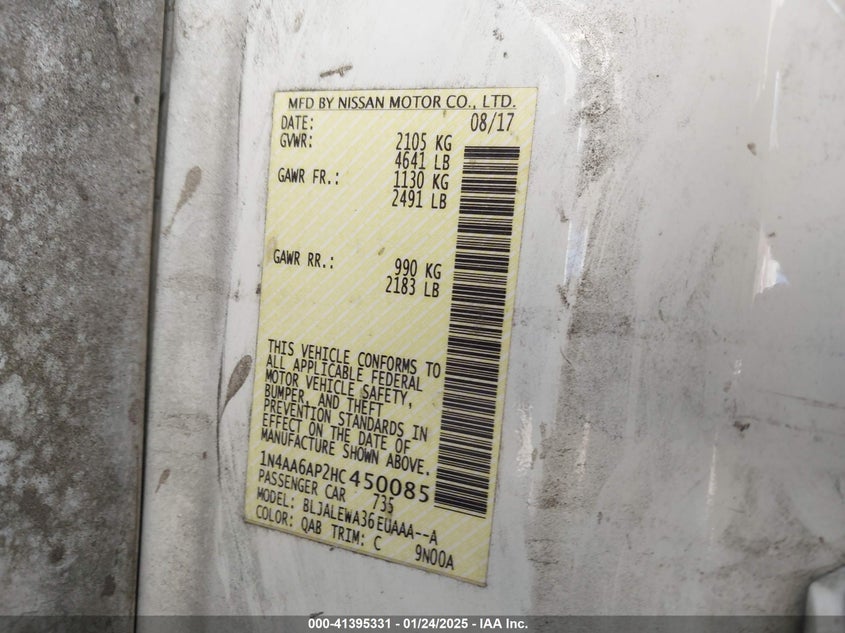 MFD BY NISSAN MOTOR CO., LTD.
DATE: 08/17
GVWR: 2105 KG
4641 LB
GAWR FR.: 1130 KG
2491 LB
GAWR RR.: 990 KG
2183 LB
THIS VEHICLE CONFORMS TO
ALL APPLICABLE FEDERAL
MOTOR VEHICLE SAFETY,
BUMPER, AND THEFT
PREVENTION STANDARDS IN
EFFECT ON THE DATE OF
MANUFACTURE SHOWN ABOVE.
1N4AA6AP2HC450085
PASSENGER CAR 735
MODEL: BLJALEWA36EUAAA--A
COLOR: QAB TRIM: C 9N00A
000-41395331 - 01/24/2025 - IAA Inc.